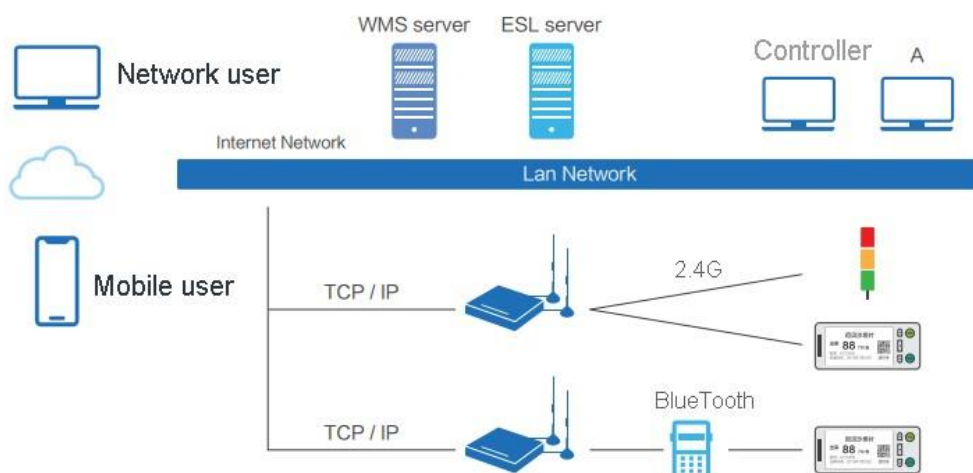 WMS server
ESL server
Network user
Controller
A
Internet Network
Lan Network
Mobile user
2.4G
TCP / IP
88
BlueTooth
TCP / IP
88